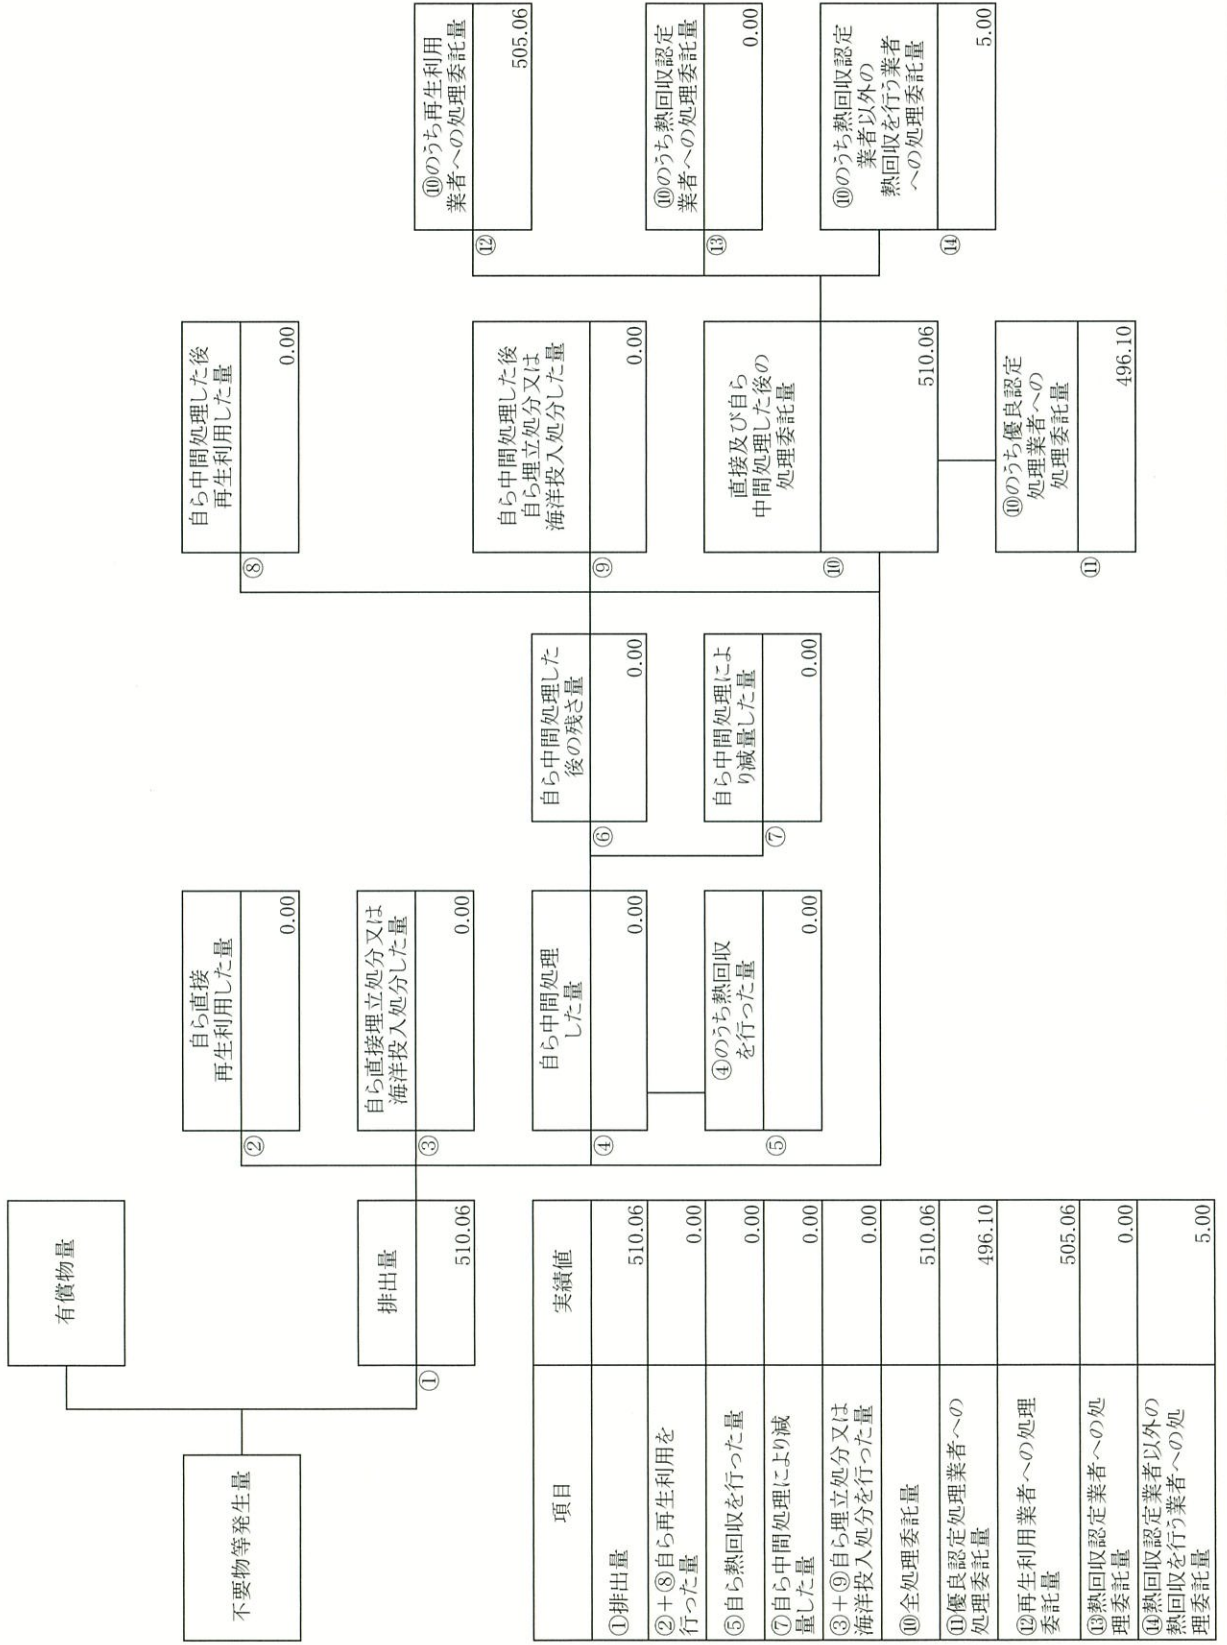 不要物等発生量
有償物量
排出量
①
510.06
自ら直接
再生利用した量
②
0.00
自ら直接埋立処分又は
海洋投入処分した量
③
0.00
自ら中間処理
した量
④
0.00
④のうち熱回収
を行った量
⑤
0.00
自ら中間処理した
後の残さ量
⑥
0.00
自ら中間処理によ
り減量した量
⑦
0.00
自ら中間処理した後
再生利用した量
⑧
0.00
自ら中間処理した後
自ら埋立処分又は
海洋投入処分した量
⑨
0.00
直接及び自ら
中間処理した後の
処理委託量
⑩
510.06
⑩のうち優良認定
処理業者への
処理委託量
⑪
496.10
⑩のうち再生利用
業者への処理委託量
⑫
505.06
⑩のうち熱回収認定
業者への処理委託量
⑬
0.00
⑩のうち熱回収認定
業者以外の
熱回収を行う業者
への処理委託量
⑭
5.00
項目 実績値
①排出量 510.06
②+⑧自ら再生利用を
行った量 0.00
⑤自ら熱回収を行った量 0.00
⑦自ら中間処理により減
量した量 0.00
③+⑨自ら埋立処分又は
海洋投入処分を行った量 0.00
⑩全処理委託量 510.06
⑪優良認定処理業者への
処理委託量 496.10
⑫再生利用業者への処理
委託量 505.06
⑬熱回収認定業者への処
理委託量 0.00
⑭熱回収認定業者以外の
熱回収を行う業者への処
理委託量 5.00